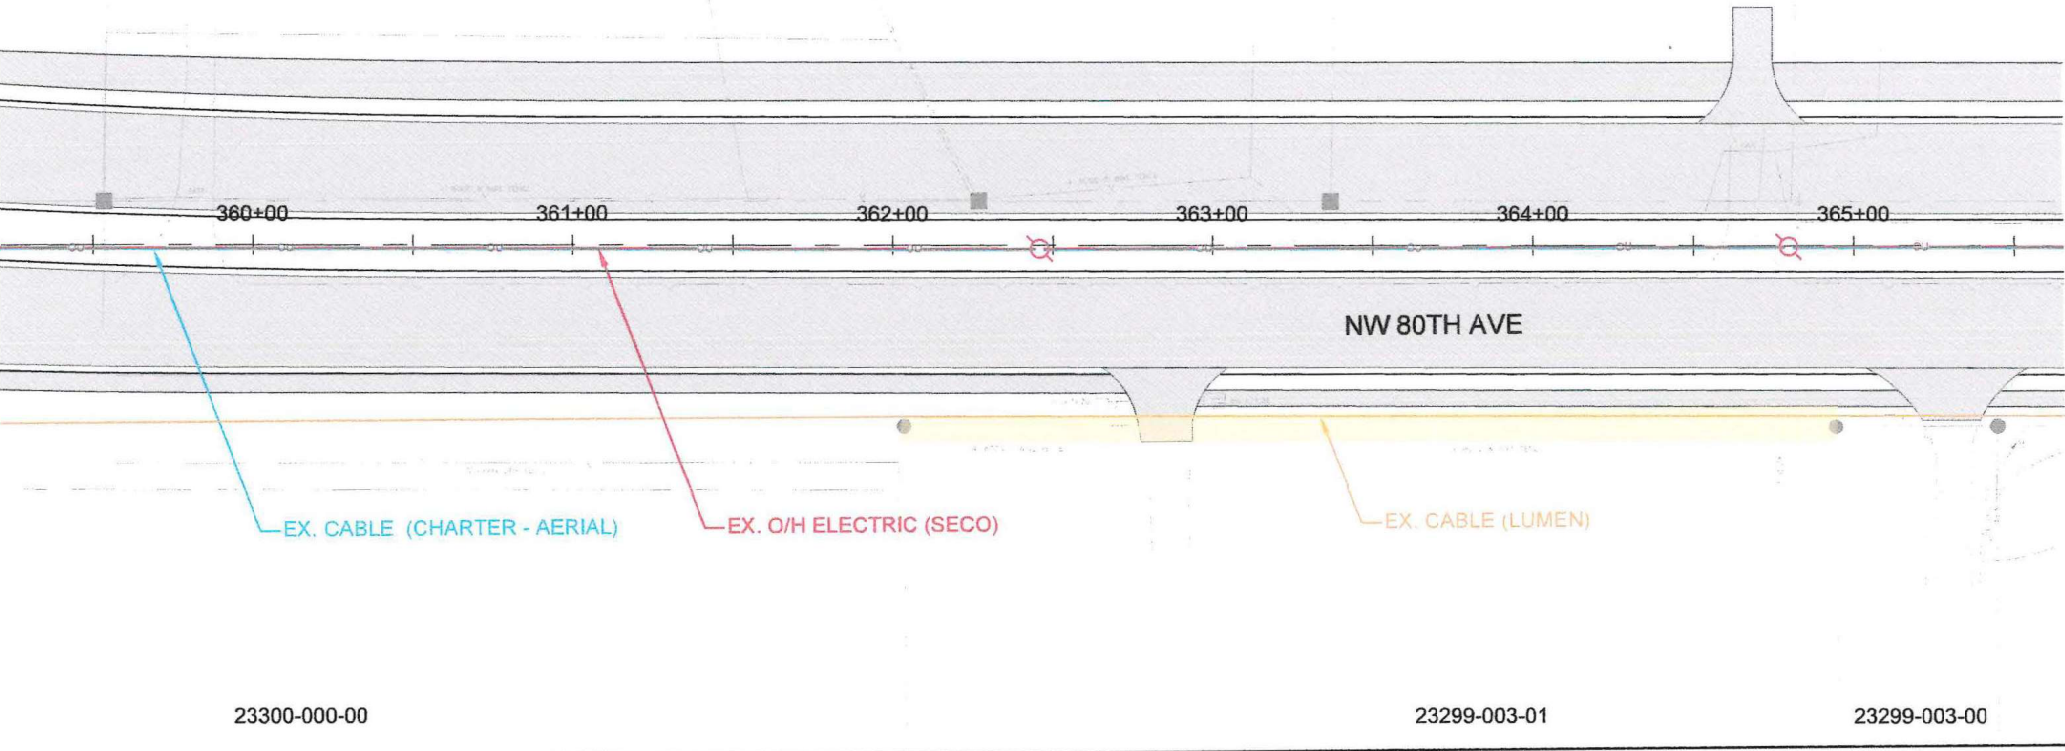 360+00 361+00 362+00 363+00 364+00 365+00
NW 80TH AVE
EX. CABLE (CHARTER - AERIAL)
EX. O/H ELECTRIC (SECO)
EX. CABLE (LUMEN)
23300-000-00
23299-003-01
23299-003-00